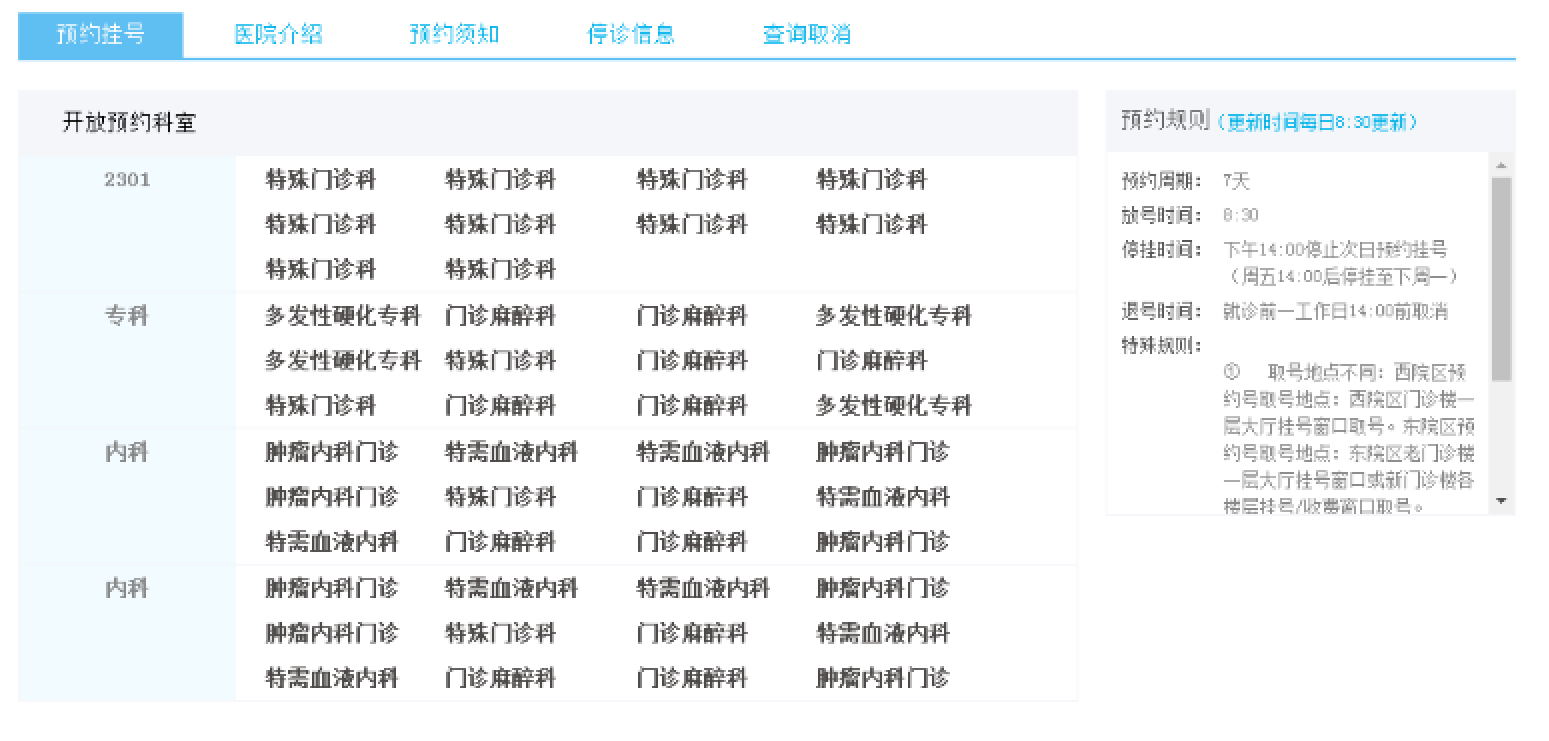 预约挂号 医院介绍 预约须知 停诊信息 查询取消
开放预约科室
2301 特殊门诊科 特殊门诊科 特殊门诊科 特殊门诊科
特殊门诊科 特殊门诊科 特殊门诊科 特殊门诊科
特殊门诊科 特殊门诊科
专科 多发性硬化专科 门诊麻醉科 门诊麻醉科 多发性硬化专科
多发性硬化专科 特殊门诊科 门诊麻醉科 门诊麻醉科
特殊门诊科 门诊麻醉科 门诊麻醉科 多发性硬化专科
内科 肿瘤内科门诊 特需血液内科 特需血液内科 肿瘤内科门诊
肿瘤内科门诊 特殊门诊科 门诊麻醉科 特需血液内科
特需血液内科 门诊麻醉科 门诊麻醉科 肿瘤内科门诊
内科 肿瘤内科门诊 特需血液内科 特需血液内科 肿瘤内科门诊
肿瘤内科门诊 特殊门诊科 门诊麻醉科 特需血液内科
特需血液内科 门诊麻醉科 门诊麻醉科 肿瘤内科门诊
预约规则（更新时间每日8:30更新）
预约周期： 7天
放号时间： 8:30
停挂时间： 下午14:00停止次日预约挂号
（周五14:00后停挂至下周一）
退号时间： 就诊前一工作日14:00前取消
特殊规则：
① 取号地点不同：西院区预
约号取号地点：西院区门诊楼一
层大厅挂号窗口取号。东院区预
约号取号地点：东院区老门诊楼
一层大厅挂号窗口或新门诊楼各
楼层挂号/收费窗口取号。